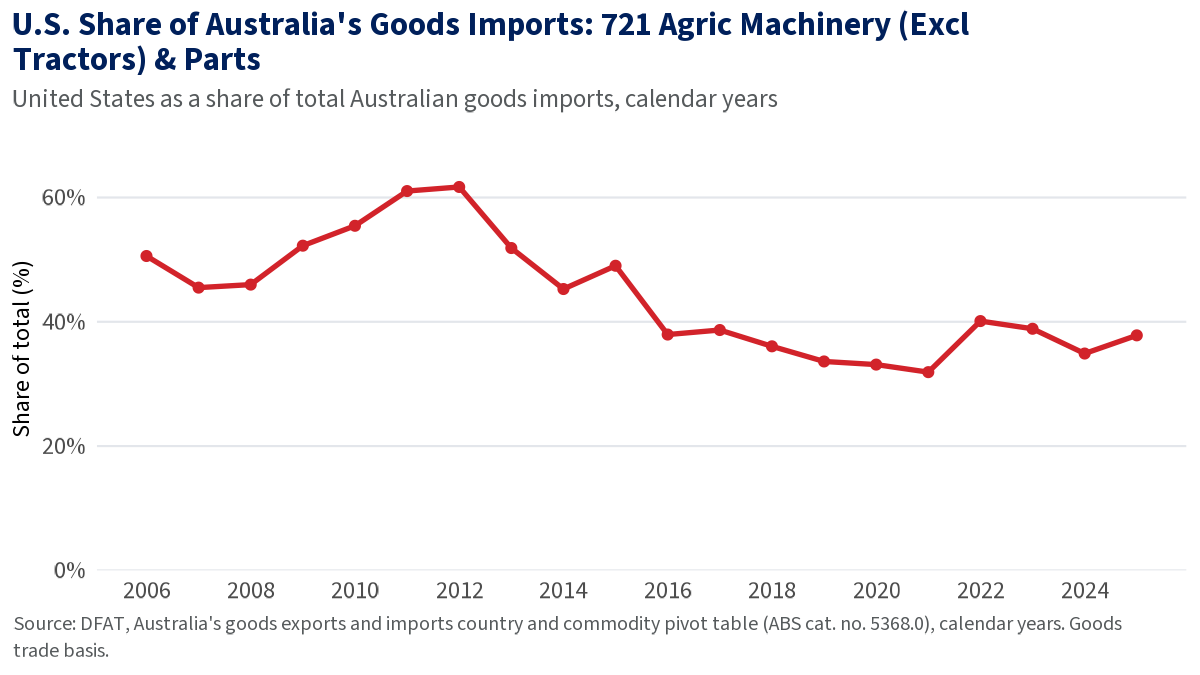 U.S. Share of Australia's Goods Imports: 721 Agric Machinery (Excl
Tractors) & Parts
United States as a share of total Australian goods imports, calendar years
Share of total (%)
60%
40%
20%
0%
2006 2008 2010 2012 2014 2016 2018 2020 2022 2024
Source: DFAT, Australia's goods exports and imports country and commodity pivot table (ABS cat. no. 5368.0), calendar years. Goods
trade basis.